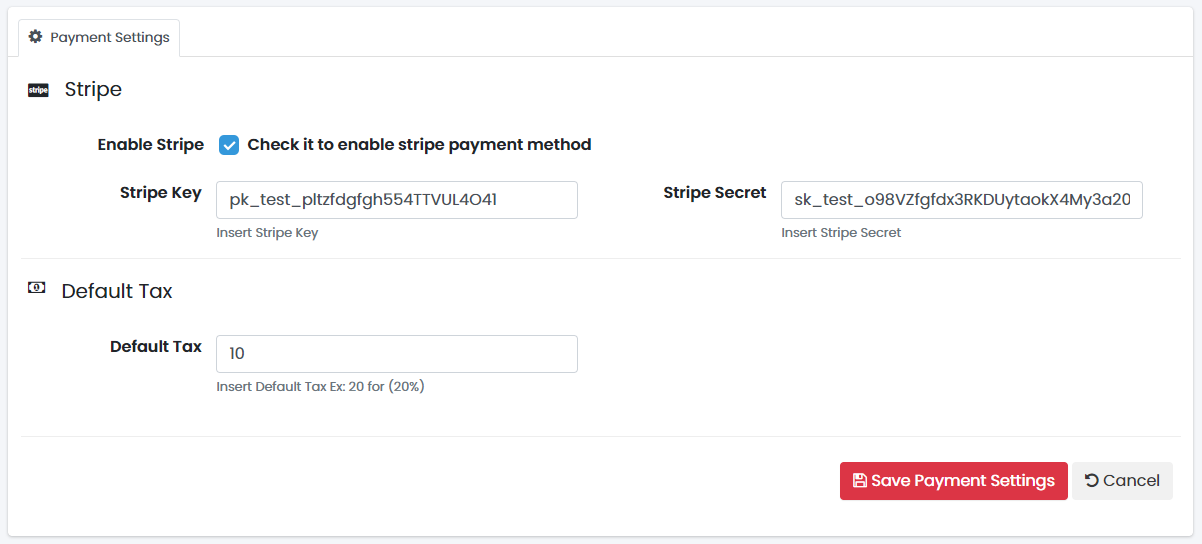 Payment Settings
stripe Stripe
Enable Stripe Check it to enable stripe payment method
Stripe Key pk_test_pltzfdgfgh554TTVUL4O41 Stripe Secret sk_test_o98VZfgfdx3RKDUytaokX4My3a20
Insert Stripe Key Insert Stripe Secret
Default Tax
Default Tax 10
Insert Default Tax Ex: 20 for (20%)
Save Payment Settings Cancel